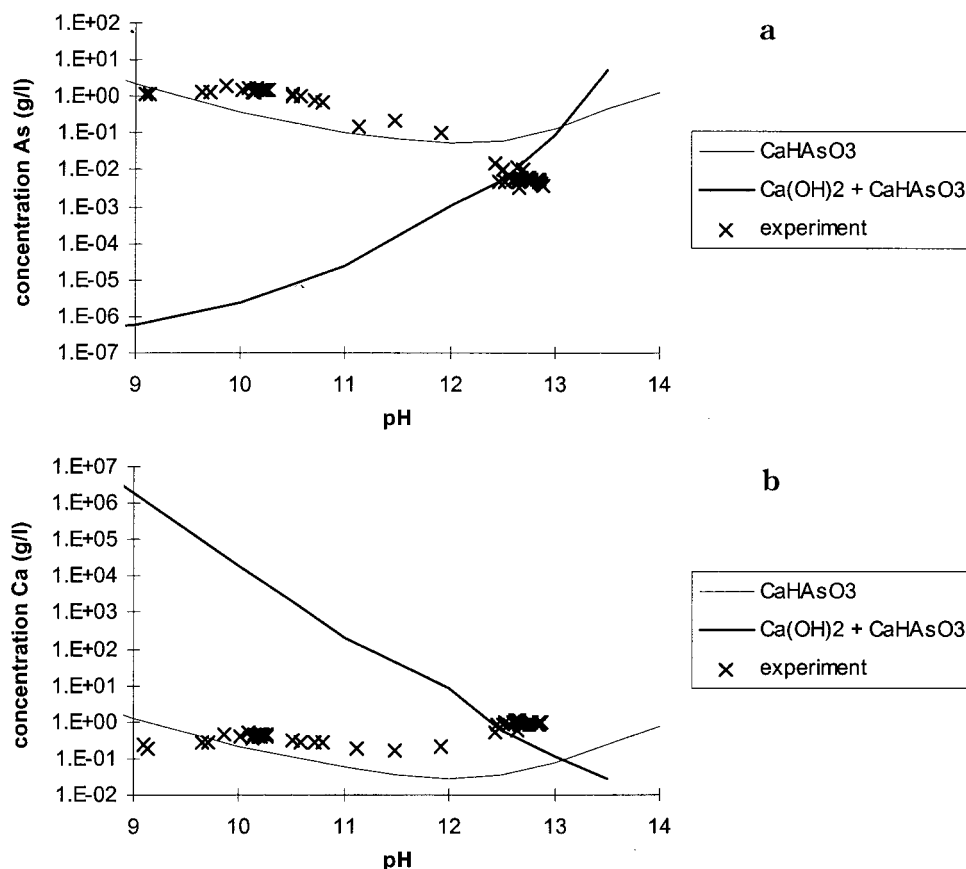 a
concentration As (g/l)
1.E+02
1.E+01
1.E+00
1.E-01
1.E-02
1.E-03
1.E-04
1.E-05
1.E-06
1.E-07
9 10 11 12 13 14
pH
CaHAsO3
Ca(OH)2 + CaHAsO3
experiment
b
concentration Ca (g/l)
1.E+07
1.E+06
1.E+05
1.E+04
1.E+03
1.E+02
1.E+01
1.E+00
1.E-01
1.E-02
9 10 11 12 13 14
pH
CaHAsO3
Ca(OH)2 + CaHAsO3
experiment